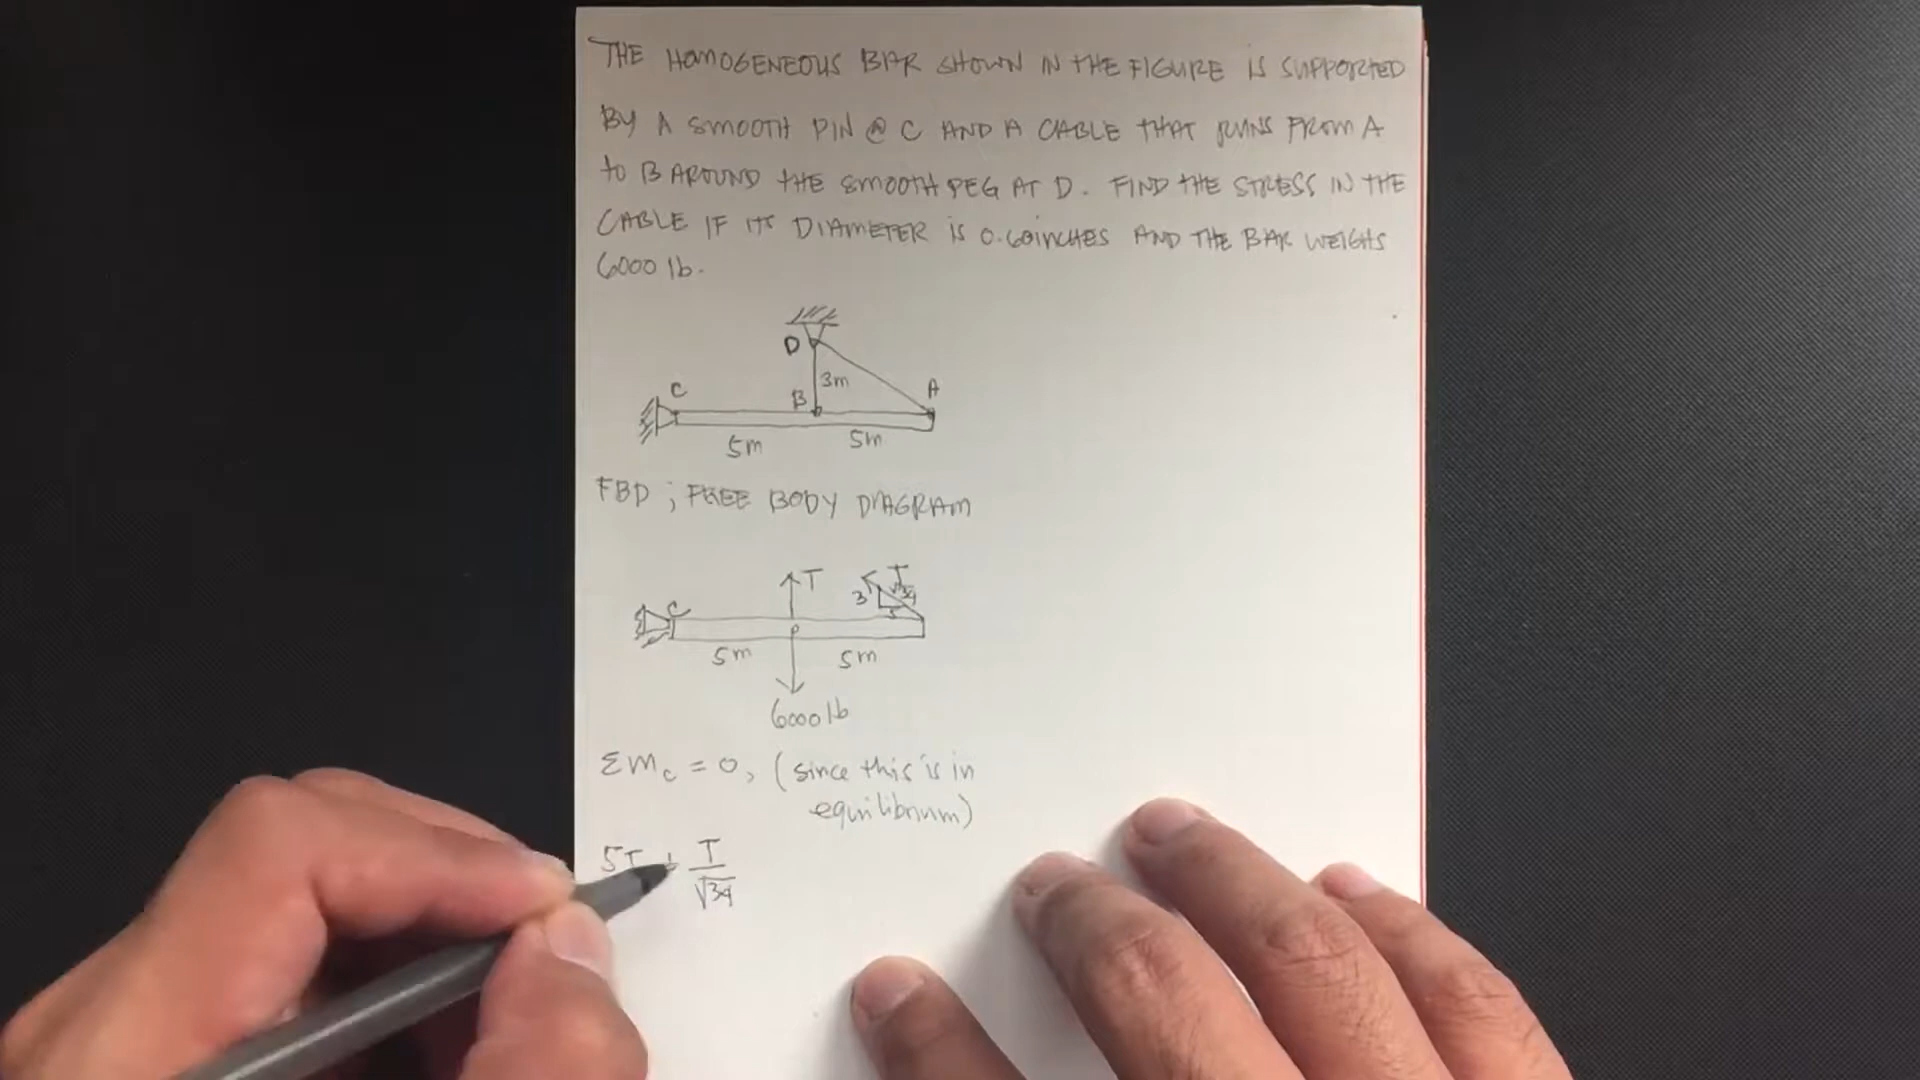 THE HOMOGENEOUS BAR SHOWN IN THE FIGURE IS SUPPORTED
BY A SMOOTH PIN @ C AND A CABLE THAT RUNS FROM A
TO B AROUND THE SMOOTH PEG AT D. FIND THE STRESS IN THE
CABLE IF ITS DIAMETER IS 0.60INCHES AND THE BAR WEIGHS
6000 lb.
D
3m
C
B
A
5m
5m
FBD ; FREE BODY DIAGRAM
T
T
3
√34
5
C
5m
5m
6000 lb
ΣMc = 0, (since this is in
equilibrium)
5T + T
√34